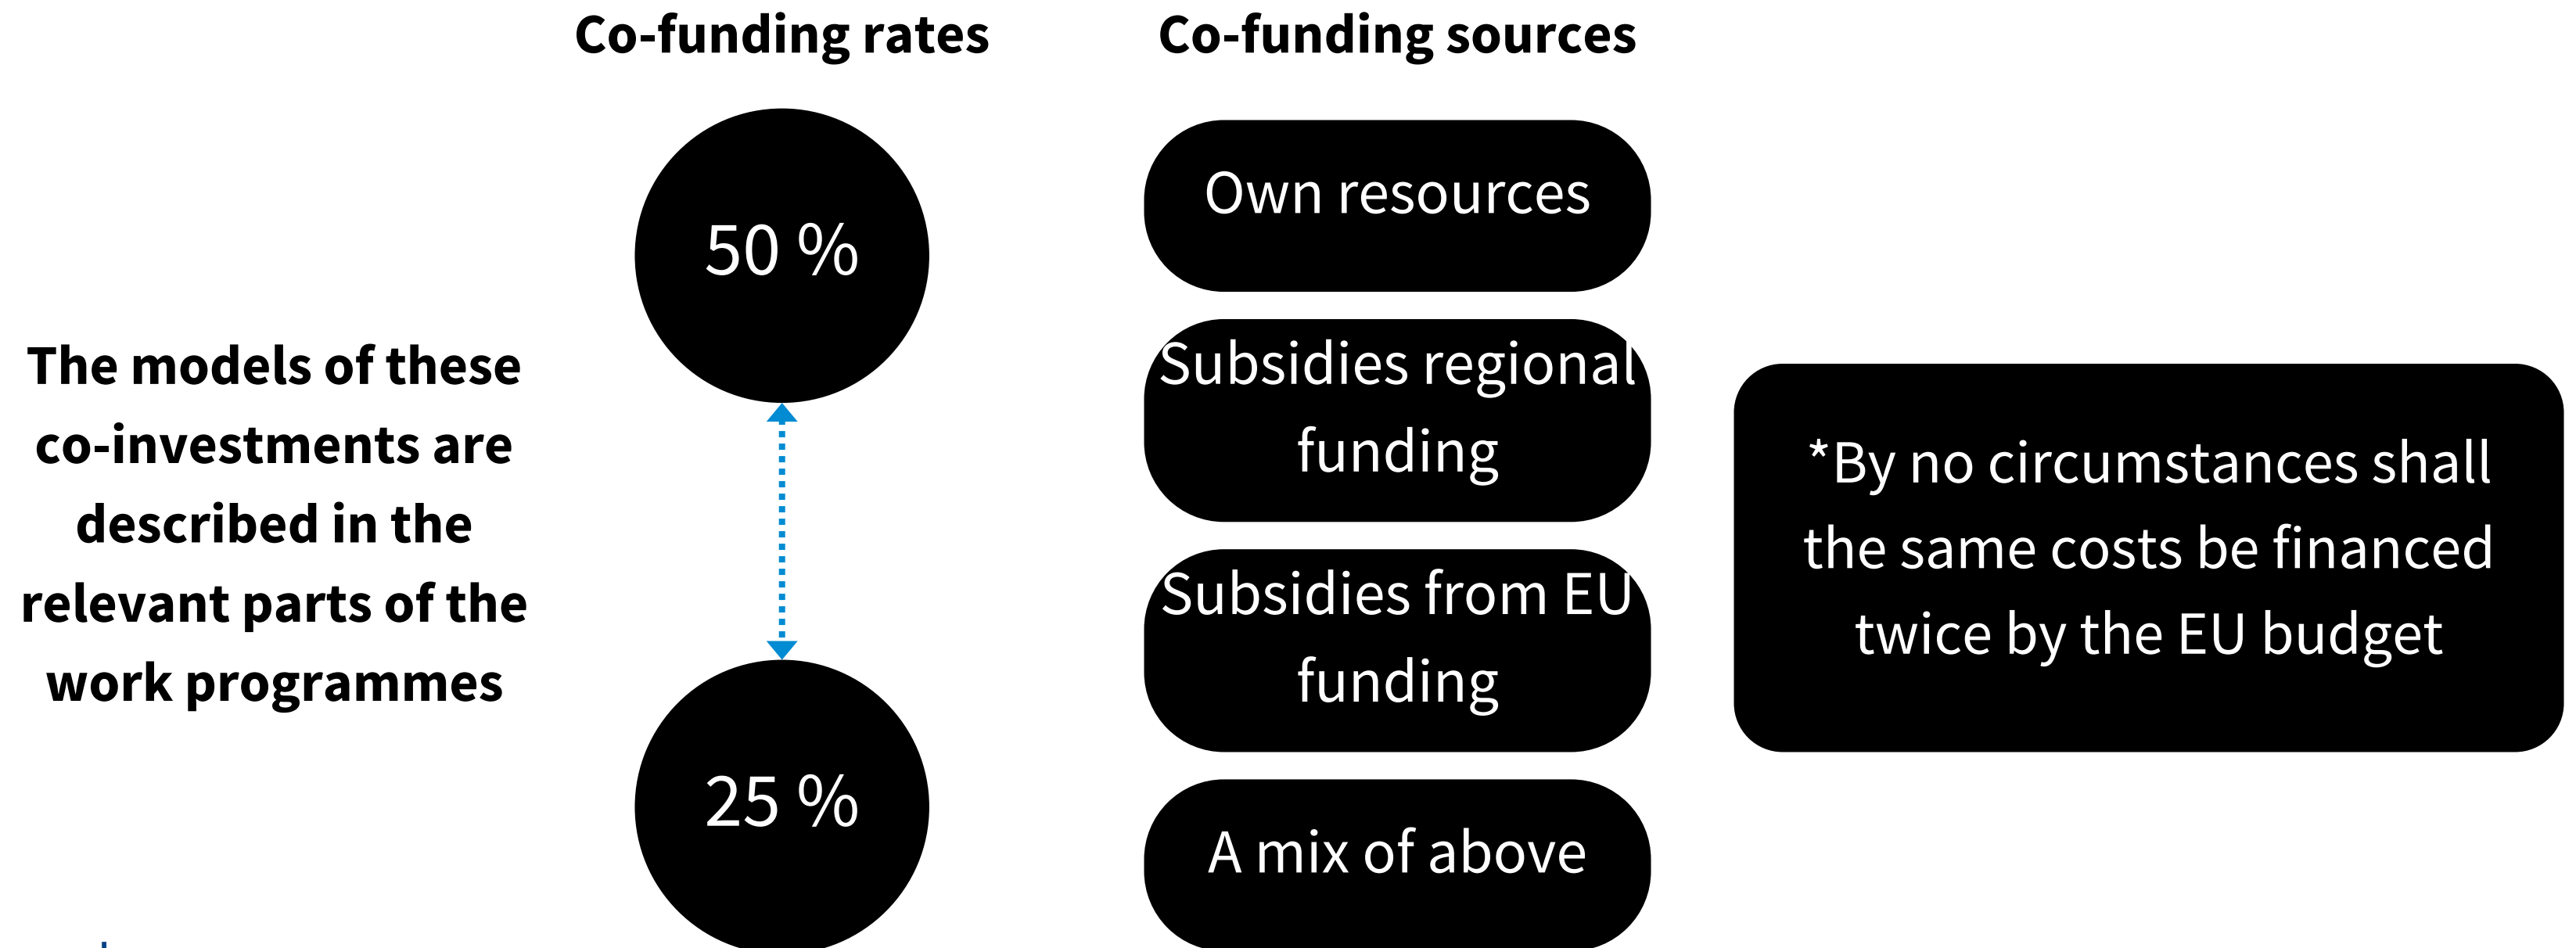 Co-funding rates
Co-funding sources
The models of these
co-investments are
described in the
relevant parts of the
work programmes
50 %
25 %
Own resources
Subsidies regional
funding
Subsidies from EU
funding
A mix of above
*By no circumstances shall
the same costs be financed
twice by the EU budget